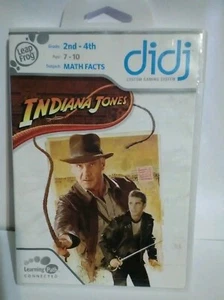 Leap
Frog
Grade: 2nd - 4th
Ages: 7 - 10
Subject: MATH FACTS
didj
CUSTOM GAMING SYSTEM
INDIANA JONES
Learning Path
CONNECTED